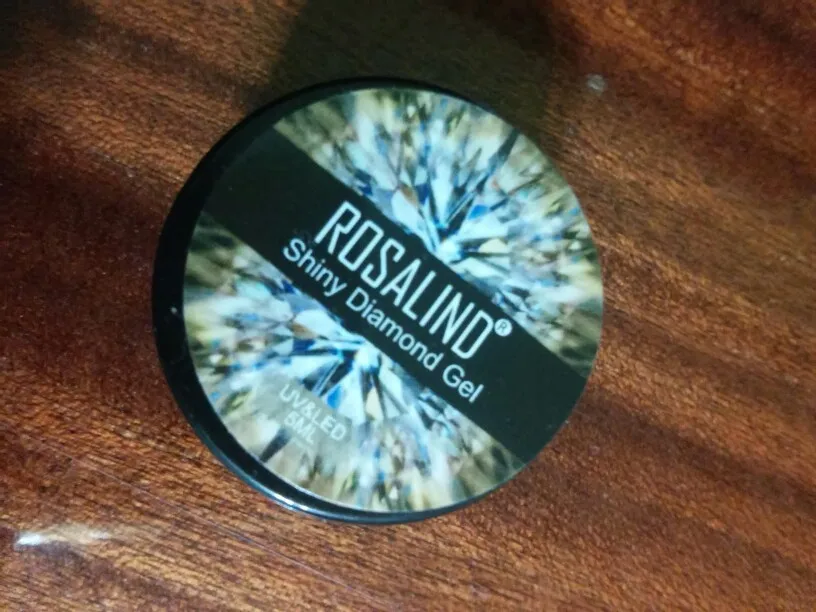 ROSALIND®
Shiny Diamond Gel
UV&LED
5ML